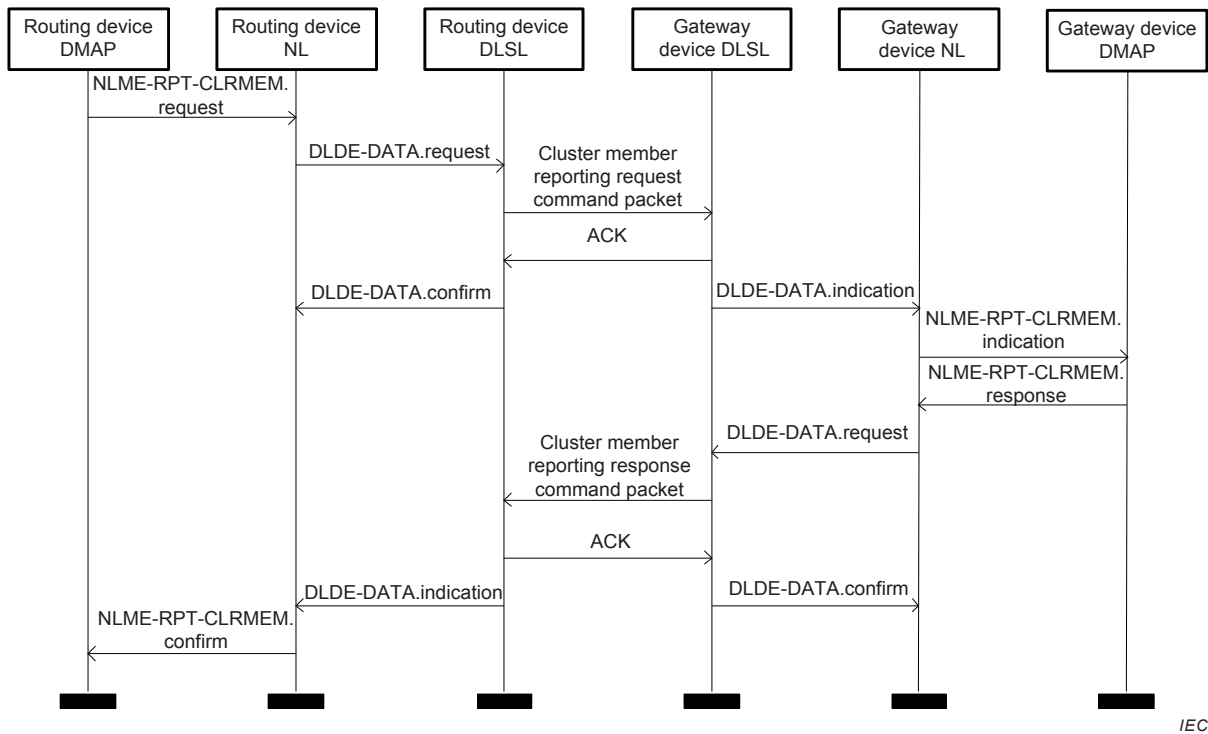 Routing device
DMAP
Routing device
NL
Routing device
DLSL
Gateway
device DLSL
Gateway
device NL
Gateway device
DMAP
NLME-RPT-CLRMEM.
request
DLDE-DATA.request
Cluster member
reporting request
command packet
ACK
DLDE-DATA.confirm
DLDE-DATA.indication
NLME-RPT-CLRMEM.
indication
NLME-RPT-CLRMEM.
response
DLDE-DATA.request
Cluster member
reporting response
command packet
ACK
DLDE-DATA.indication
DLDE-DATA.confirm
NLME-RPT-CLRMEM.
confirm
IEC